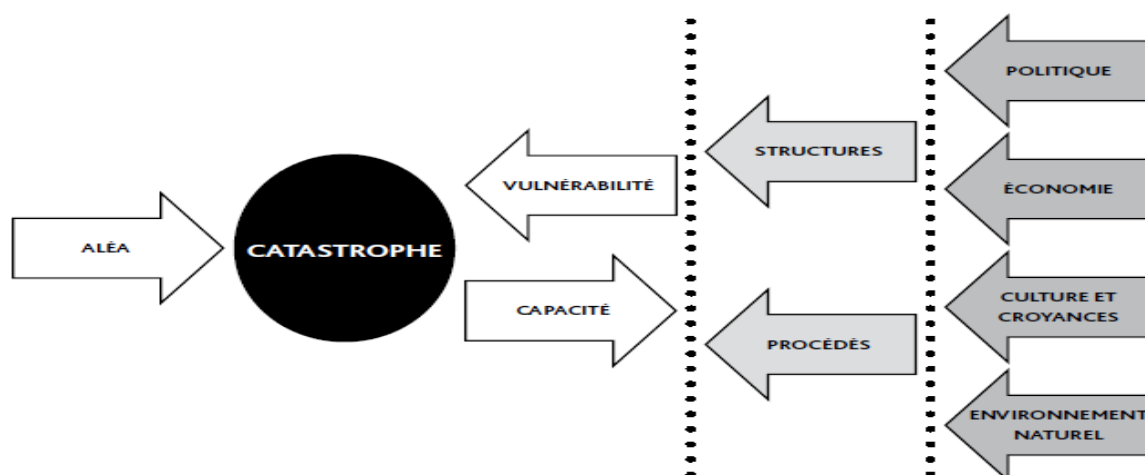 POLITIQUE
STRUCTURES
VULNÉRABILITÉ
ÉCONOMIE
ALÉA
CATASTROPHE
CAPACITÉ
CULTURE ET
CROYANCES
PROCÉDÉS
ENVIRONNEMENT
NATUREL